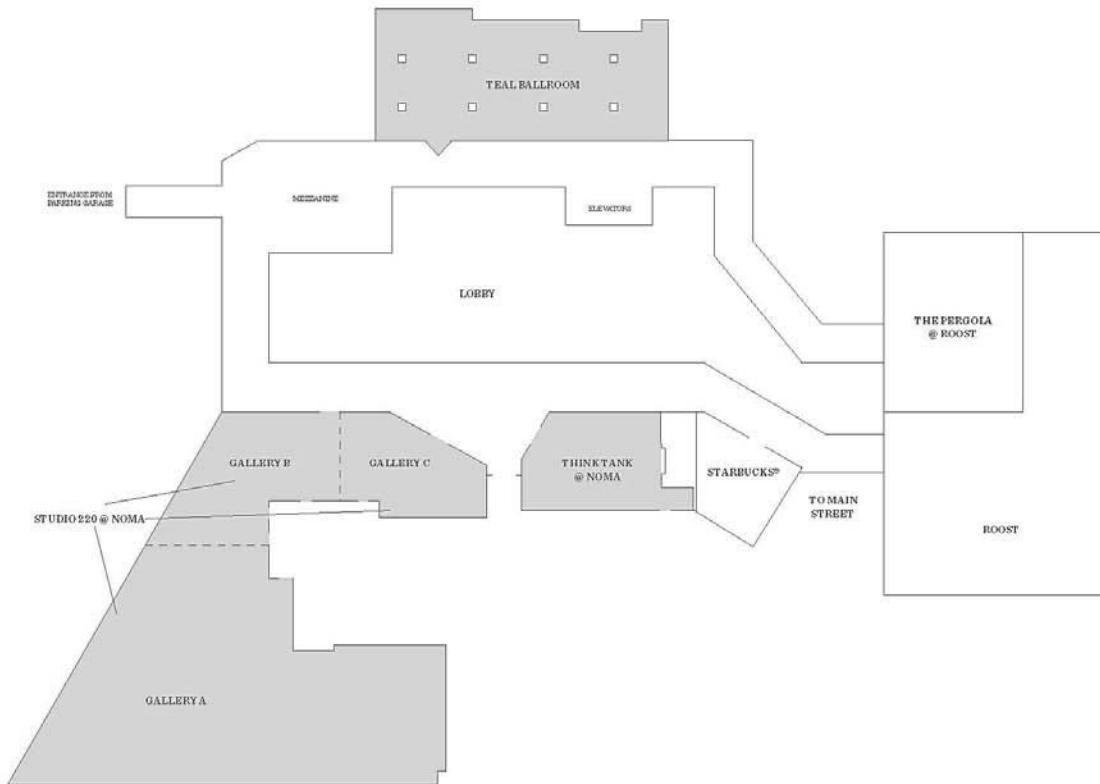 TEAL BALLROOM
ENTRANCE FROM
PARKING GARAGE
MEZZANINE
ELEVATORS
LOBBY
THE PERGOLA
@ ROOST
GALLERY B
GALLERY C
THINK TANK
@ NOMA
STARBUCKS®
STUDIO 220 @ NOMA
TO MAIN
STREET
ROOST
GALLERY A